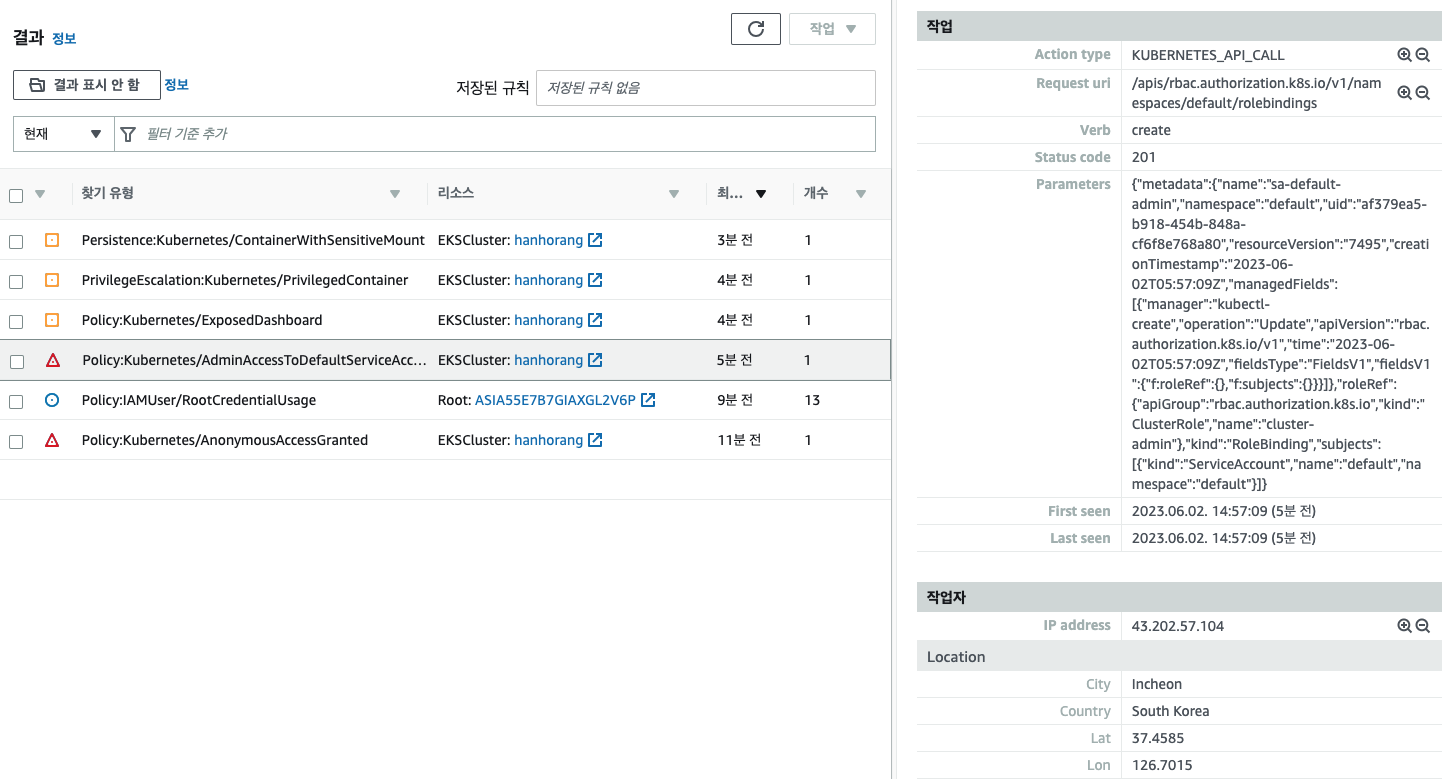 결과 정보
작업
결과 표시 안 함 정보
저장된 규칙 저장된 규칙 없음
현재 필터 기준 추가
찾기 유형 리소스 최... 개수
Persistence:Kubernetes/ContainerWithSensitiveMount EKSCluster: hanhorang 3분 전 1
PrivilegeEscalation:Kubernetes/PrivilegedContainer EKSCluster: hanhorang 4분 전 1
Policy:Kubernetes/ExposedDashboard EKSCluster: hanhorang 4분 전 1
Policy:Kubernetes/AdminAccessToDefaultServiceAcc... EKSCluster: hanhorang 5분 전 1
Policy:IAMUser/RootCredentialUsage Root: ASIA55E7B7GIAXGL2V6P 9분 전 13
Policy:Kubernetes/AnonymousAccessGranted EKSCluster: hanhorang 11분 전 1
작업
Action type KUBERNETES_API_CALL
Request uri /apis/rbac.authorization.k8s.io/v1/nam
espaces/default/rolebindings
Verb create
Status code 201
Parameters {"metadata":{"name":"sa-default-
admin","namespace":"default","uid":"af379ea5-
b918-454b-848a-
cf6f8e768a80","resourceVersion":"7495","creati
onTimestamp":"2023-06-
02T05:57:09Z","managedFields":
[{"manager":"kubectl-
create","operation":"Update","apiVersion":"rbac.
authorization.k8s.io/v1","time":"2023-06-
02T05:57:09Z","fieldsType":"FieldsV1","fieldsV1
":{"f:roleRef":{},"f:subjects":{}}}]},"roleRef":
{"apiGroup":"rbac.authorization.k8s.io","kind":"
ClusterRole","name":"cluster-
admin"},"kind":"RoleBinding","subjects":
[{"kind":"ServiceAccount","name":"default","na
mespace":"default"}]}
First seen 2023.06.02. 14:57:09 (5분 전)
Last seen 2023.06.02. 14:57:09 (5분 전)
작업자
IP address 43.202.57.104
Location
City Incheon
Country South Korea
Lat 37.4585
Lon 126.7015